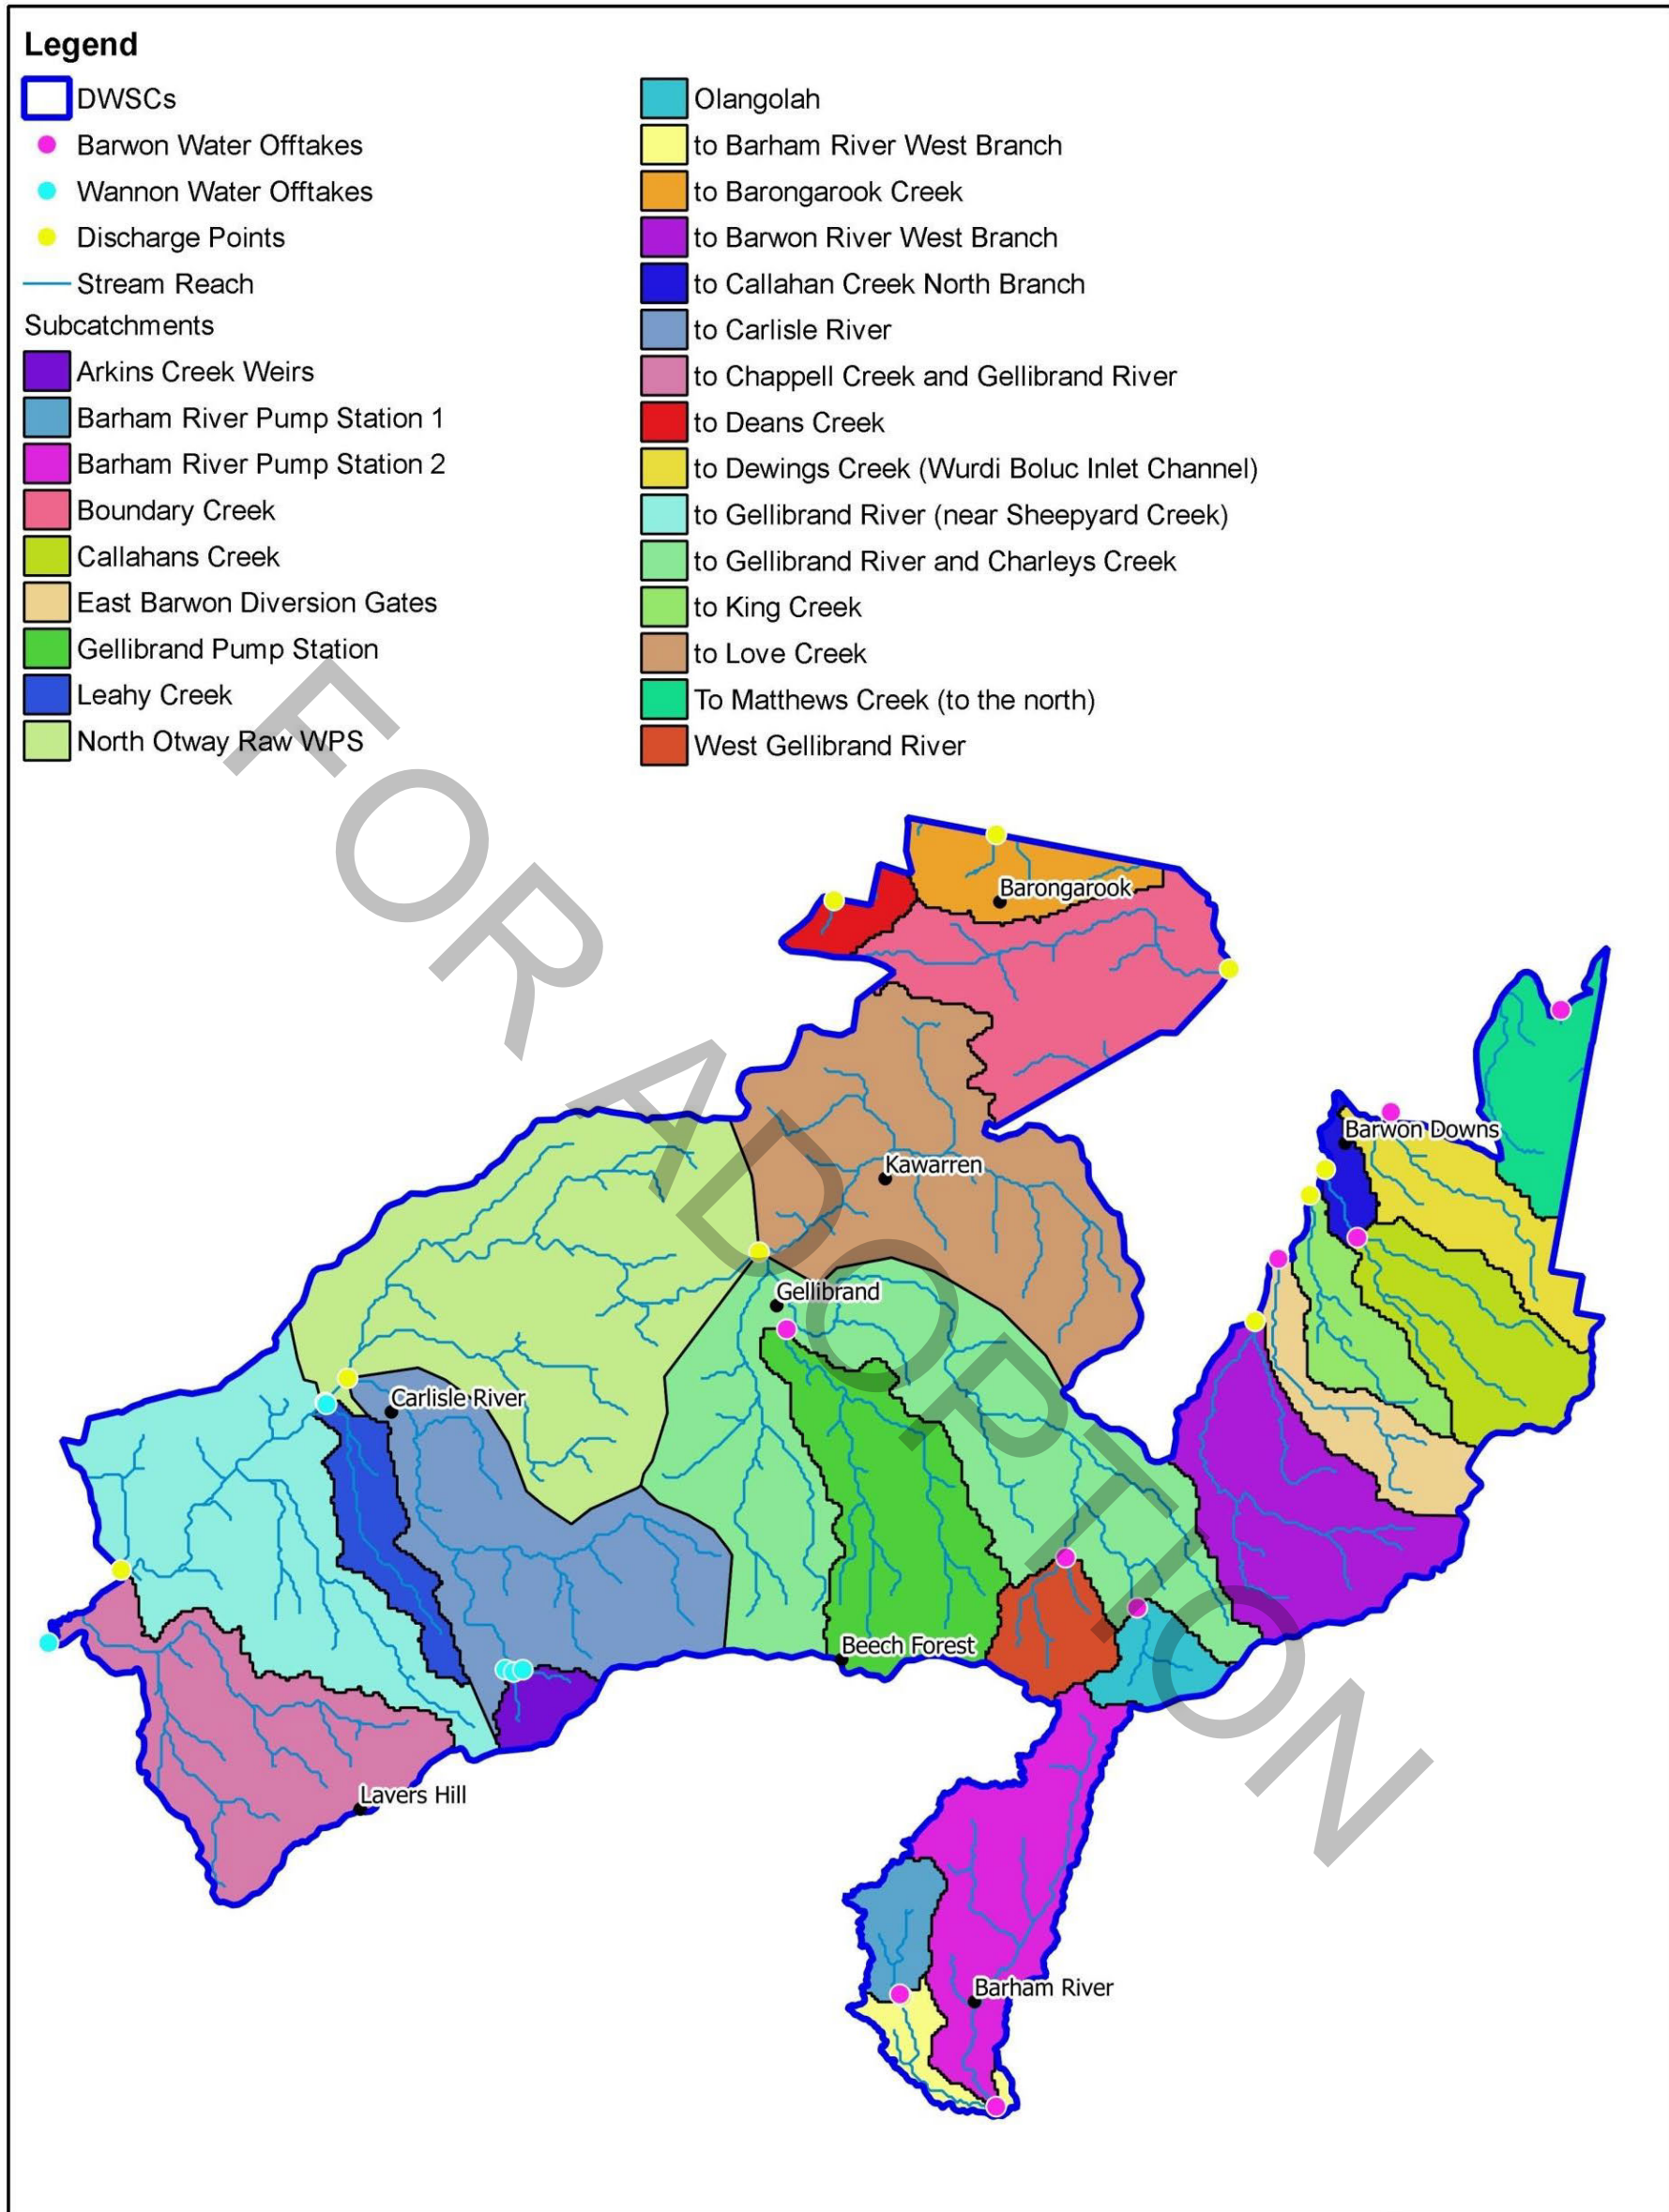 Legend
DWSCs
Barwon Water Offtakes
Wannon Water Offtakes
Discharge Points
Stream Reach
Subcatchments
Arkins Creek Weirs
Barham River Pump Station 1
Barham River Pump Station 2
Boundary Creek
Callahans Creek
East Barwon Diversion Gates
Gellibrand Pump Station
Leahy Creek
North Otway Raw WPS
Olangolah
to Barham River West Branch
to Barongarook Creek
to Barwon River West Branch
to Callahan Creek North Branch
to Carlisle River
to Chappell Creek and Gellibrand River
to Deans Creek
to Dewings Creek (Wurdi Boluc Inlet Channel)
to Gellibrand River (near Sheepyard Creek)
to Gellibrand River and Charleys Creek
to King Creek
to Love Creek
To Matthews Creek (to the north)
West Gellibrand River
FOR ADOPTION
Barongarook
Barwon Downs
Kawarren
Gellibrand
Carlisle River
Beech Forest
Lavers Hill
Barham River